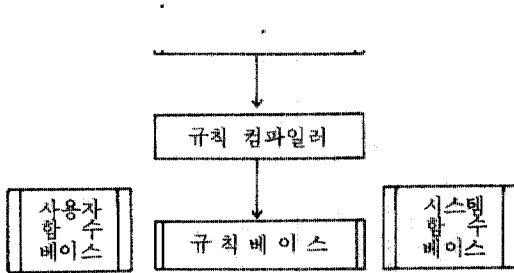 규칙 컴파일러
사용자
함 수
베이스
규칙베이스
시스템
함 수
베이스